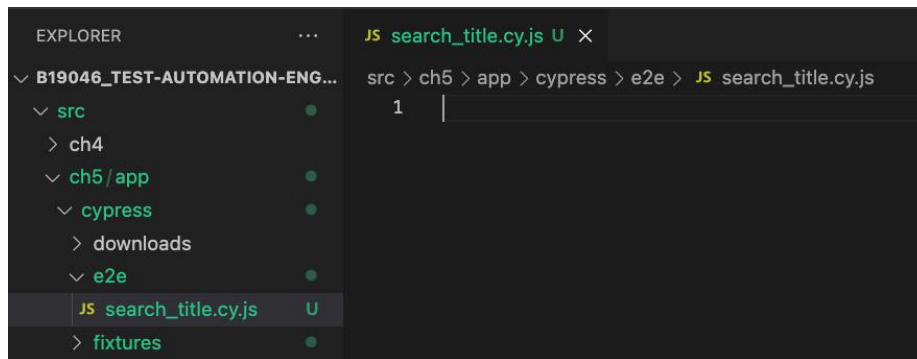 EXPLORER ...
B19046_TEST-AUTOMATION-ENG...
src
ch4
ch5/app
cypress
downloads
e2e
JS search_title.cy.js U
fixtures
JS search_title.cy.js U ×
src > ch5 > app > cypress > e2e > JS search_title.cy.js
1